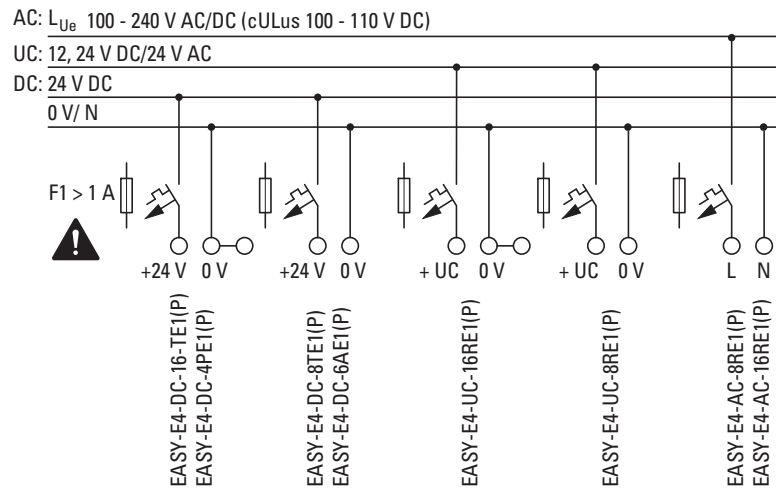 AC: LUe 100 - 240 V AC/DC (cULus 100 - 110 V DC)
UC: 12, 24 V DC/24 V AC
DC: 24 V DC
0 V/ N
F1 > 1 A
+24 V 0 V +24 V 0 V + UC 0 V + UC 0 V L N
EASY-E4-DC-16-TE1(P)
EASY-E4-DC-4PE1(P)
EASY-E4-DC-8TE1(P)
EASY-E4-DC-6AE1(P)
EASY-E4-UC-16RE1(P)
EASY-E4-UC-8RE1(P)
EASY-E4-AC-8RE1(P)
EASY-E4-AC-16RE1(P)